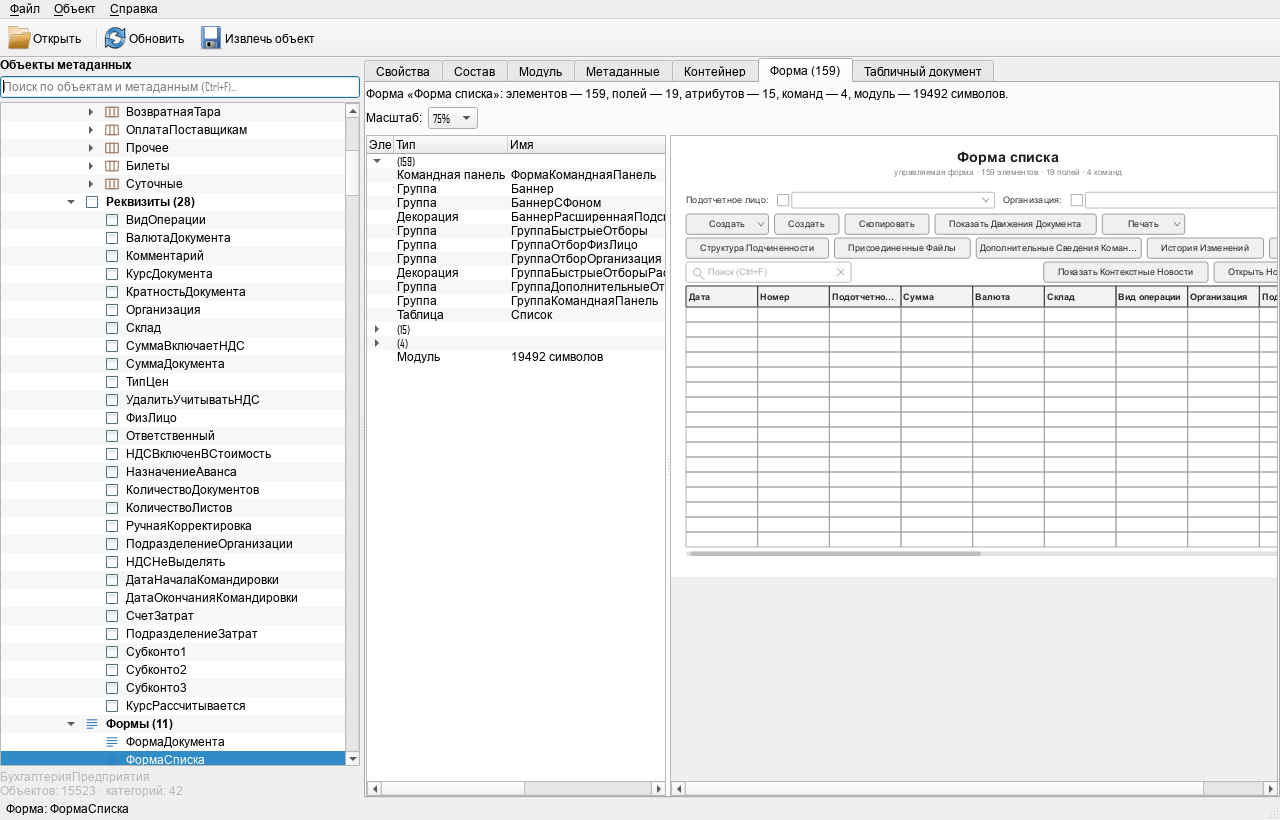 Файл Объект Справка
Открыть Обновить Извлечь объект
Объекты метаданных
Поиск по объектам и метаданным (Ctrl+F)...
ВозвратнаяТара
ОплатаПоставщикам
Прочее
Билеты
Суточные
Реквизиты (28)
ВидОперации
ВалютаДокумента
Комментарий
КурсДокумента
КратностьДокумента
Организация
Склад
СуммаВключаетНДС
СуммаДокумента
ТипЦен
УдалитьУчитыватьНДС
ФизЛицо
Ответственный
НДСВключенВСтоимость
НазначениеАванса
КоличествоДокументов
КоличествоЛистов
РучнаяКорректировка
ПодразделениеОрганизации
НДСНеВыделять
ДатаНачалаКомандировки
ДатаОкончанияКомандировки
СчетЗатрат
ПодразделениеЗатрат
Субконто1
Субконто2
Субконто3
КурсРассчитывается
Формы (11)
ФормаДокумента
ФормаСписка
БухгалтерияПредприятия
Объектов: 15523 · категорий: 42
Форма: ФормаСписка
Свойства Состав Модуль Метаданные Контейнер Форма (159) Табличный документ
Форма «Форма списка»: элементов — 159, полей — 19, атрибутов — 15, команд — 4, модуль — 19492 символов.
Масштаб: 75%
Эле Тип Имя
(159)
Командная панель ФормаКоманднаяПанель
Группа Баннер
Группа БаннерСФоном
Декорация БаннерРасширеннаяПодс
Группа ГруппаБыстрыеОтборы
Группа ГруппаОтборФизЛицо
Группа ГруппаОтборОрганизация
Декорация ГруппаБыстрыеОтборыРас
Группа ГруппаДополнительныеОт
Группа ГруппаКоманднаяПанель
Таблица Список
(15)
(4)
Модуль 19492 символов
Форма списка
управляемая форма · 159 элементов · 19 полей · 4 команд
Подотчетное лицо: Организация:
Создать Создать Скопировать Показать Движения Документа Печать
Структура Подчиненности Присоединенные Файлы Дополнительные Сведения Коман... История Изменений
Поиск (Ctrl+F) Показать Контекстные Новости Открыть Но
Дата Номер Подотчетно... Сумма Валюта Склад Вид операции Организация Под